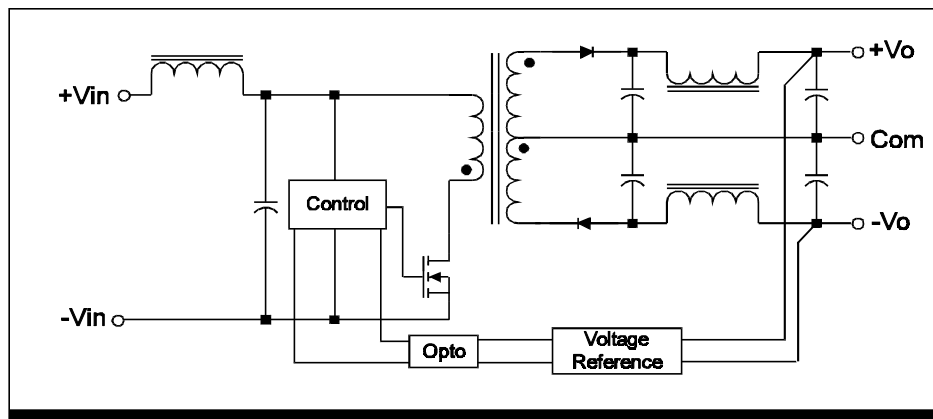 +Vin
-Vin
Control
Opto
Voltage
Reference
+Vo
Com
-Vo